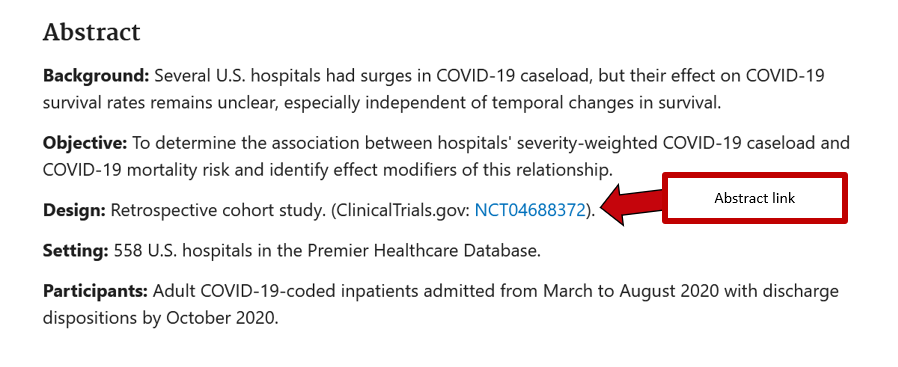 Abstract
Background: Several U.S. hospitals had surges in COVID-19 caseload, but their effect on COVID-19
survival rates remains unclear, especially independent of temporal changes in survival.
Objective: To determine the association between hospitals' severity-weighted COVID-19 caseload and
COVID-19 mortality risk and identify effect modifiers of this relationship.
Design: Retrospective cohort study. (ClinicalTrials.gov: NCT04688372).
Abstract link
Setting: 558 U.S. hospitals in the Premier Healthcare Database.
Participants: Adult COVID-19-coded inpatients admitted from March to August 2020 with discharge
dispositions by October 2020.